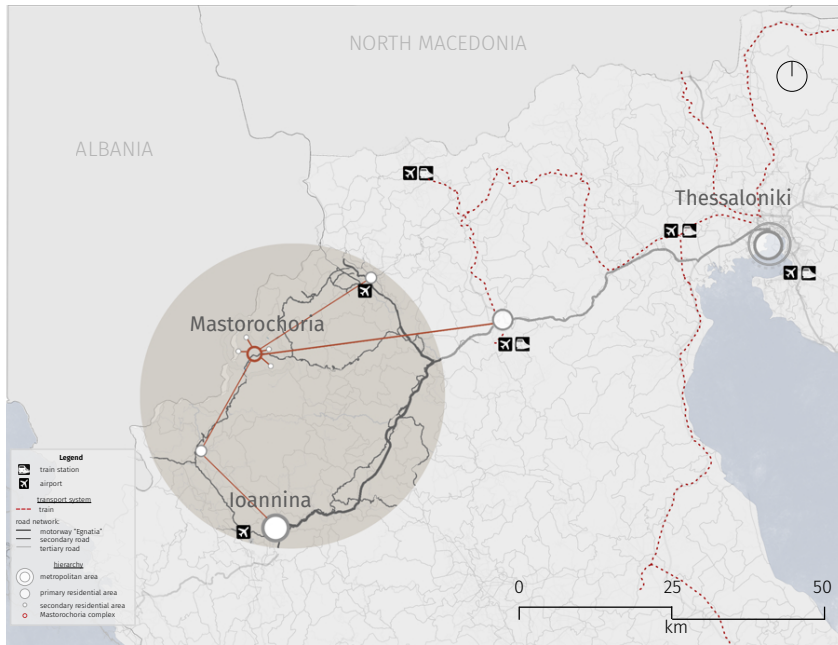 NORTH MACEDONIA
ALBANIA
Thessaloniki
Mastorochoria
Ioannina
Legend
train station
airport
transport system
train
road network:
motorway "Egnatia"
secondary road
tertiary road
hierarchy
metropolitan area
primary residential area
secondary residential area
Mastorochoria complex
0 25 50
km